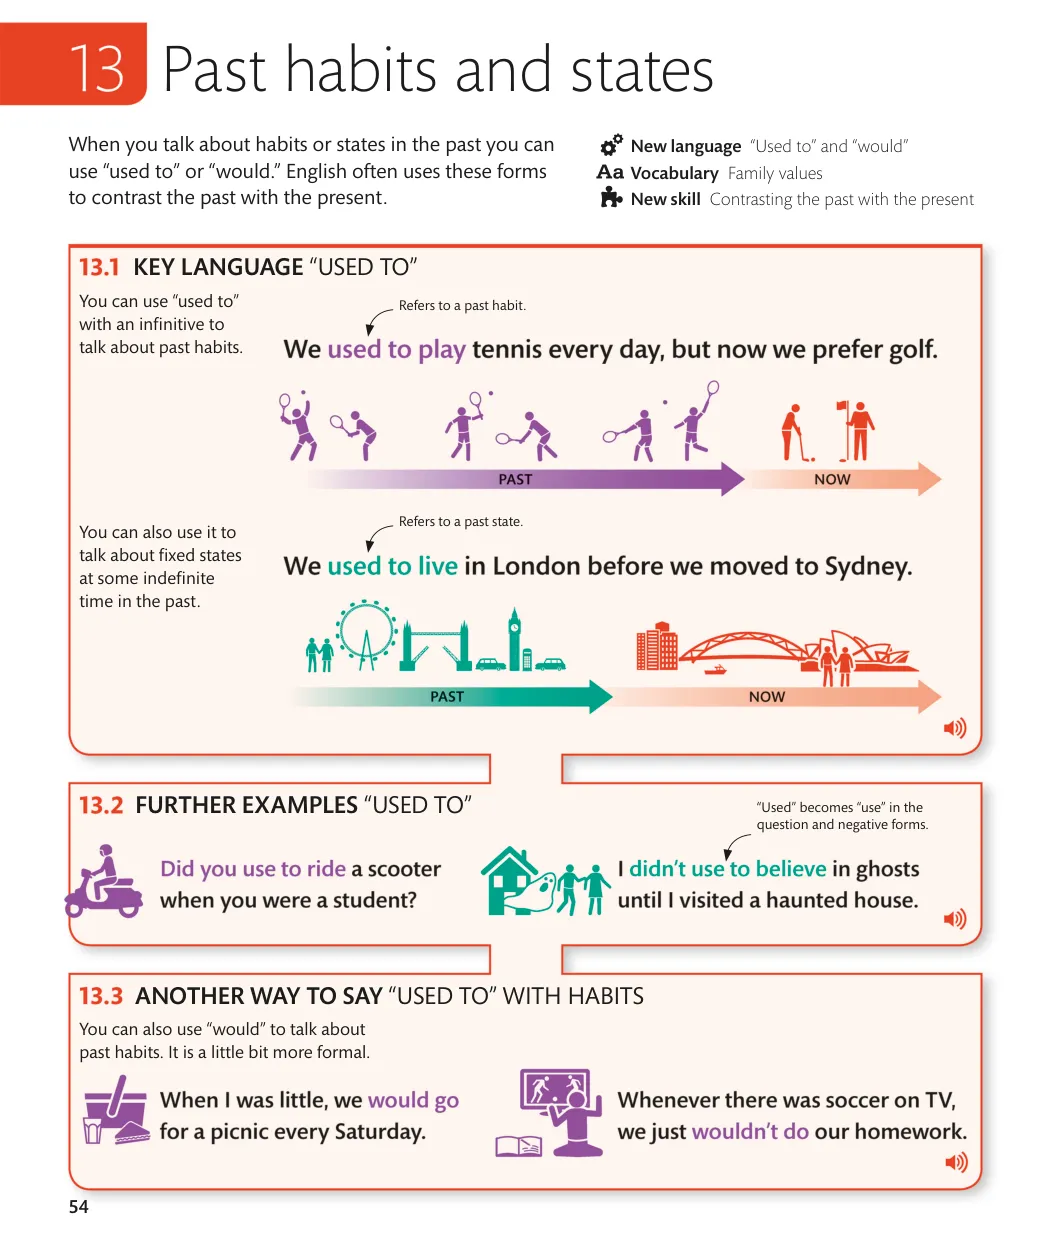 13 Past habits and states
When you talk about habits or states in the past you can
use “used to” or “would.” English often uses these forms
to contrast the past with the present.
New language “Used to” and “would”
Aa Vocabulary Family values
New skill Contrasting the past with the present
13.1 KEY LANGUAGE “USED TO”
You can use “used to”
with an infinitive to
talk about past habits.
Refers to a past habit.
We used to play tennis every day, but now we prefer golf.
PAST
NOW
You can also use it to
talk about fixed states
at some indefinite
time in the past.
Refers to a past state.
We used to live in London before we moved to Sydney.
PAST
NOW
13.2 FURTHER EXAMPLES “USED TO”
“Used” becomes “use” in the
question and negative forms.
Did you use to ride a scooter
when you were a student?
I didn’t use to believe in ghosts
until I visited a haunted house.
13.3 ANOTHER WAY TO SAY “USED TO” WITH HABITS
You can also use “would” to talk about
past habits. It is a little bit more formal.
When I was little, we would go
for a picnic every Saturday.
Whenever there was soccer on TV,
we just wouldn’t do our homework.
54